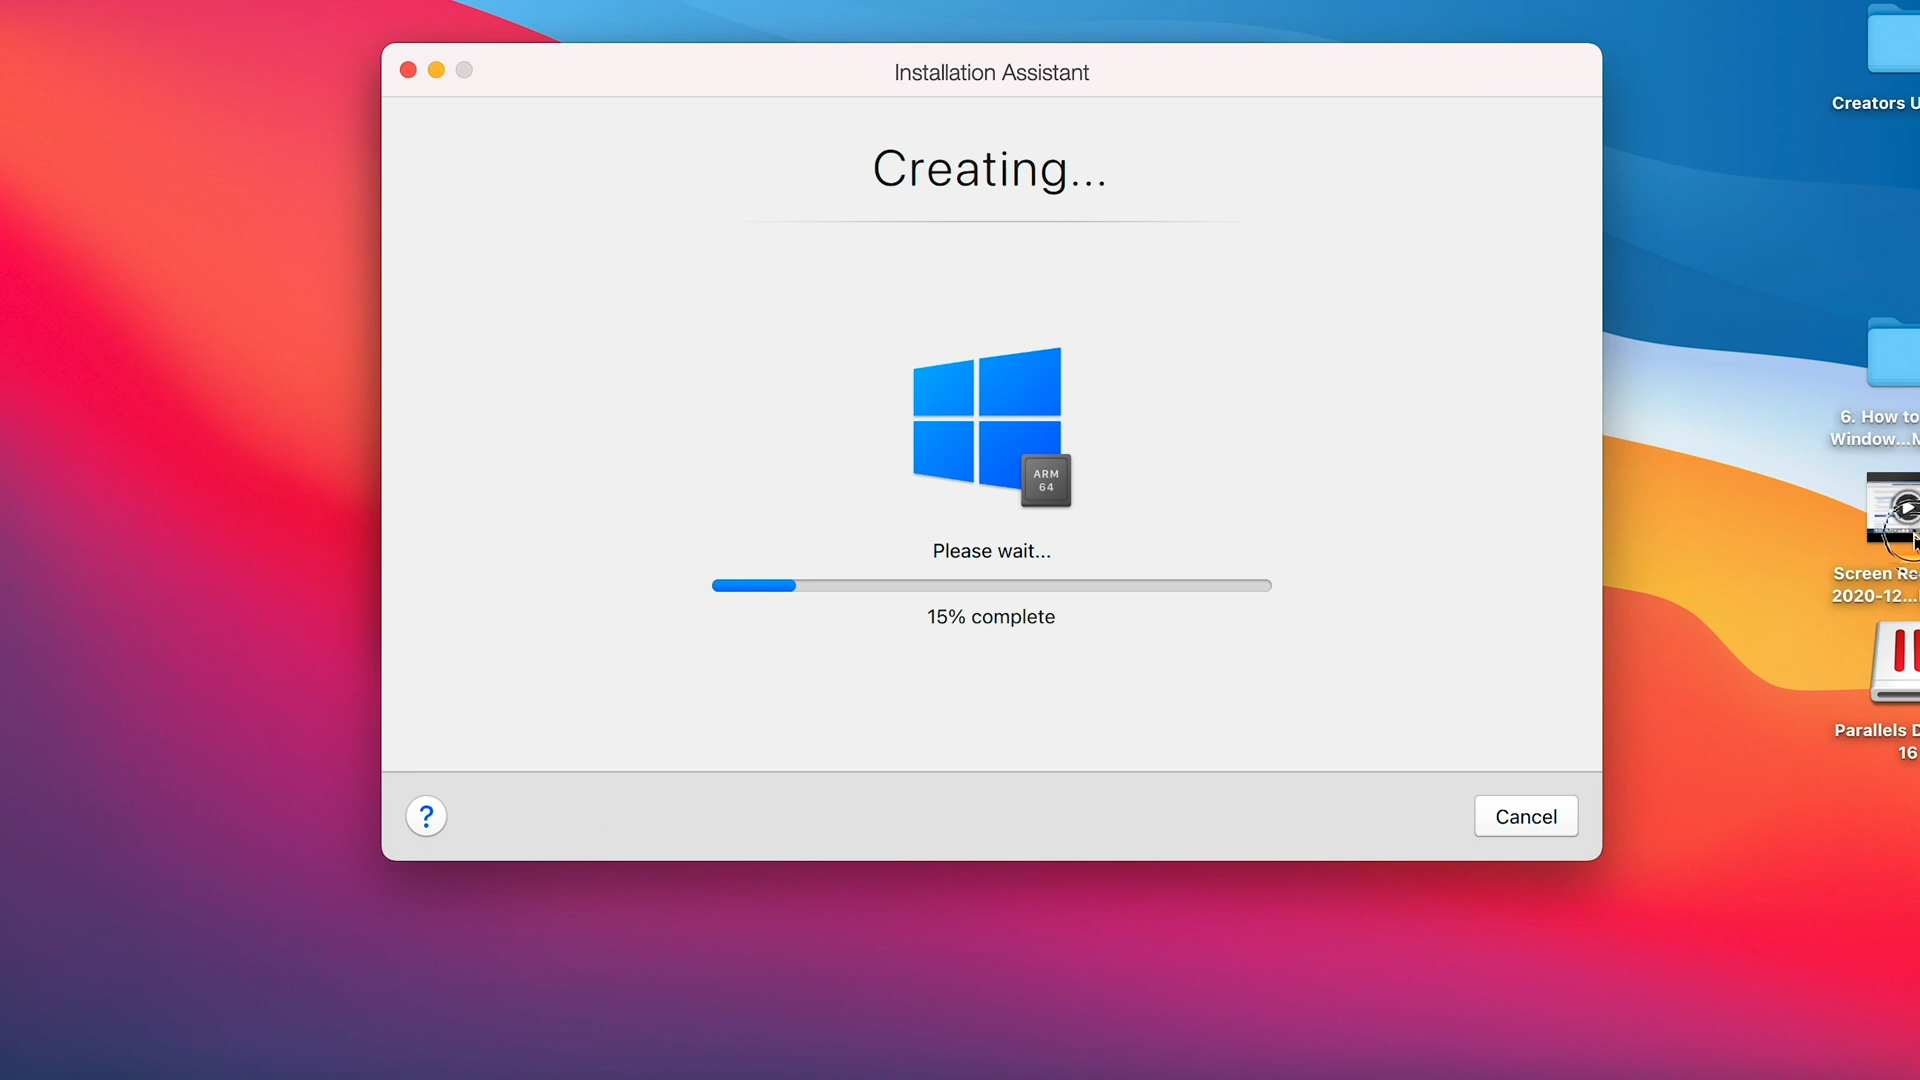 Installation Assistant
Creating...
ARM
64
Please wait...
15% complete
?
Cancel
Creators U
6. How to
Window...M
Screen Rec
2020-12...
Parallels D
16